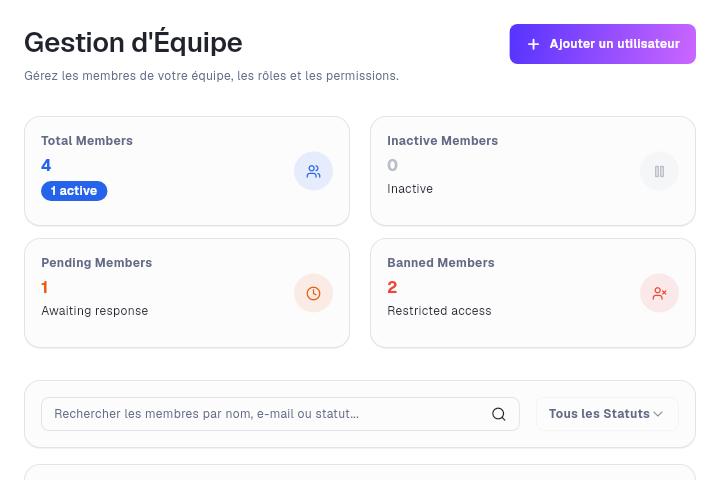 Gestion d'Équipe
Ajouter un utilisateur
Gérez les membres de votre équipe, les rôles et les permissions.
Total Members
4
1 active
Inactive Members
0
Inactive
Pending Members
1
Awaiting response
Banned Members
2
Restricted access
Rechercher les membres par nom, e-mail ou statut...
Tous les Statuts